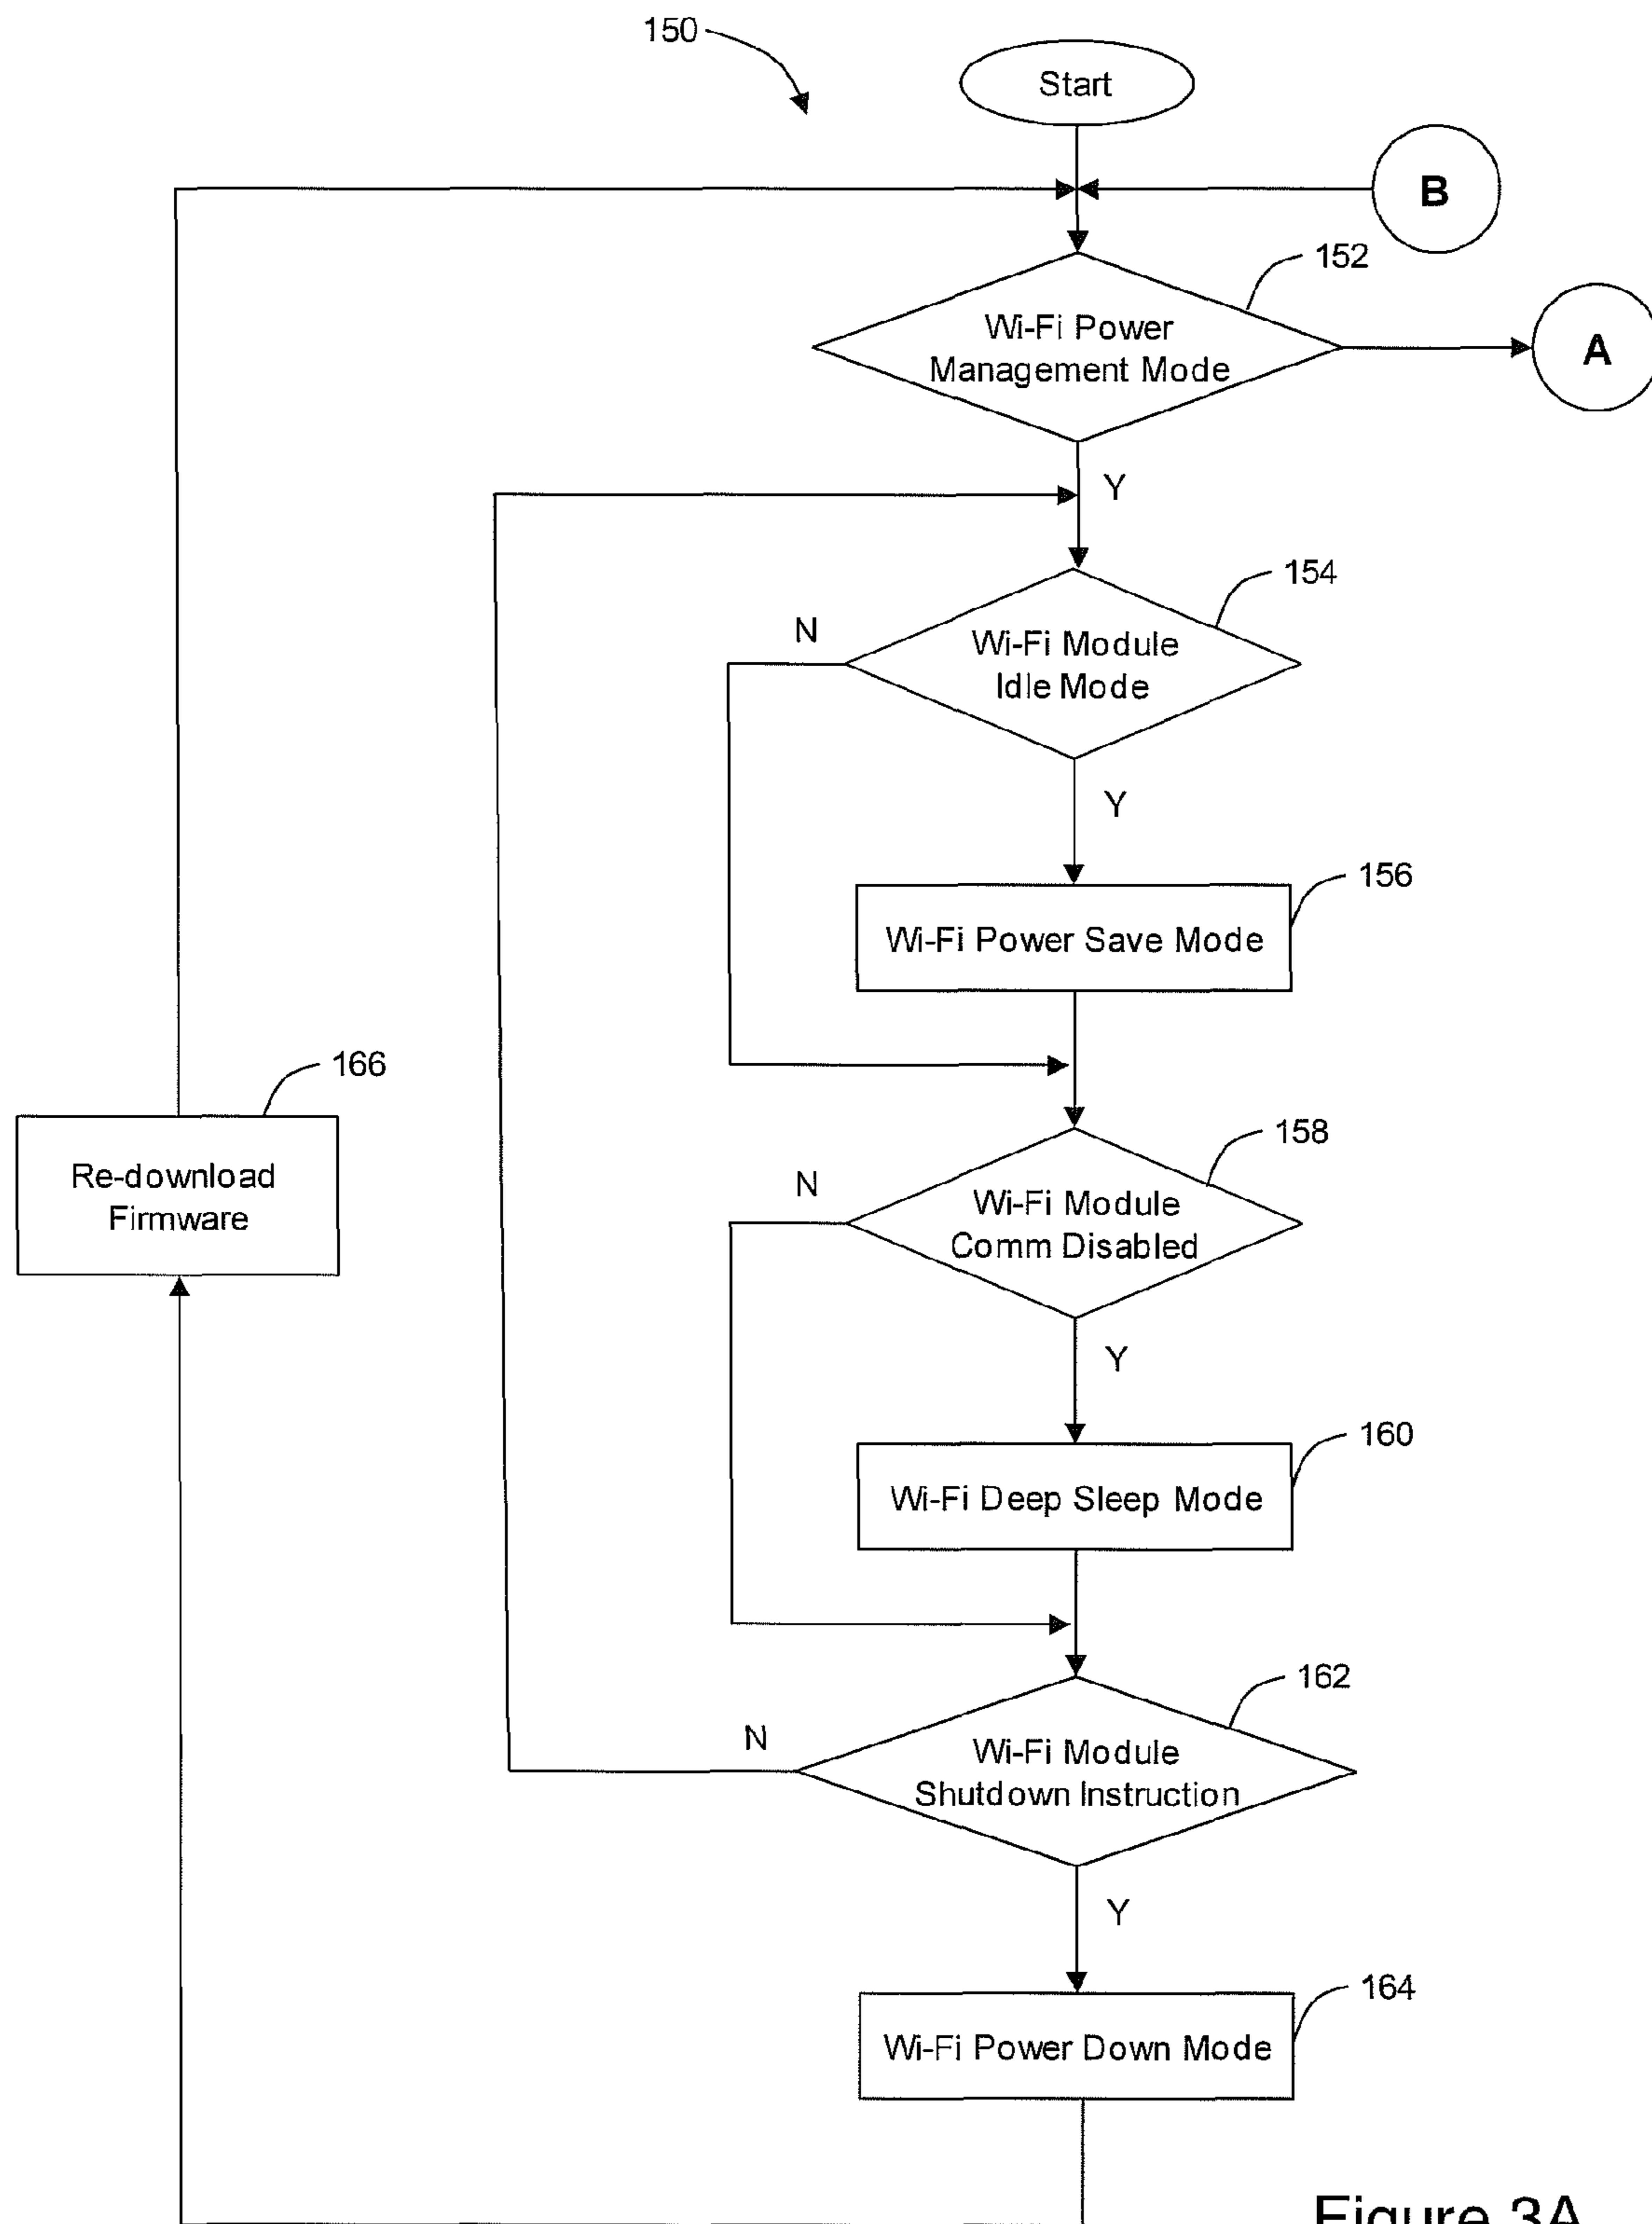 150
Start
B
152
Wi-Fi Power
Management Mode
A
Y
154
N
Wi-Fi Module
Idle Mode
Y
156
Wi-Fi Power Save Mode
166
Re-download
Firmware
158
N
Wi-Fi Module
Comm Disabled
Y
160
Wi-Fi Deep Sleep Mode
162
N
Wi-Fi Module
Shutdown Instruction
Y
164
Wi-Fi Power Down Mode
Figure 3A